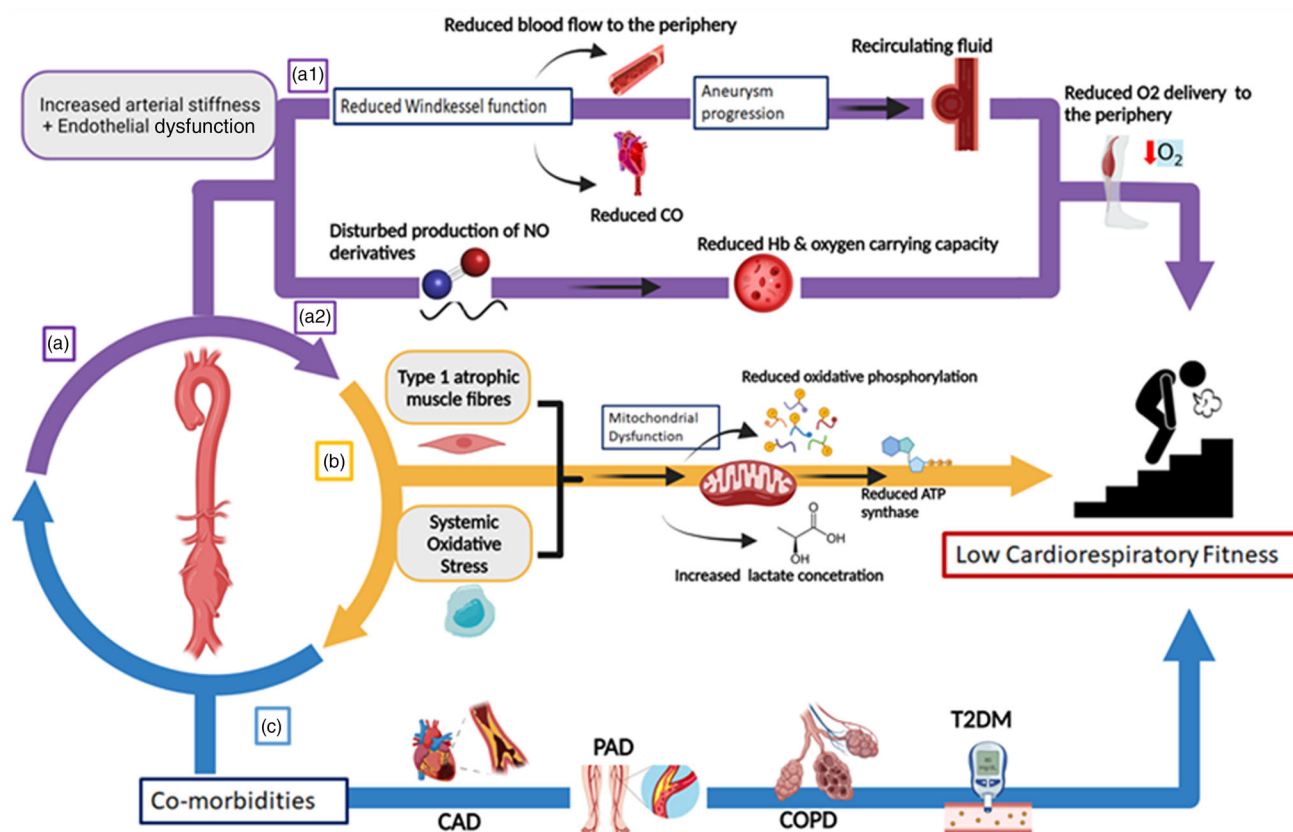 Reduced blood flow to the periphery
(a1)
Increased arterial stiffness
+ Endothelial dysfunction
Reduced Windkessel function
Aneurysm
progression
Recirculating fluid
Reduced O2 delivery to
the periphery
O2
Reduced CO
Disturbed production of NO
derivatives
Reduced Hb & oxygen carrying capacity
(a2)
(a)
Type 1 atrophic
muscle fibres
(b)
Systemic
Oxidative
Stress
Mitochondrial
Dysfunction
Reduced oxidative phosphorylation
Reduced ATP
synthase
O
OH
OH
Increased lactate concetration
Low Cardiorespiratory Fitness
(c)
Co-morbidities
CAD
PAD
COPD
T2DM